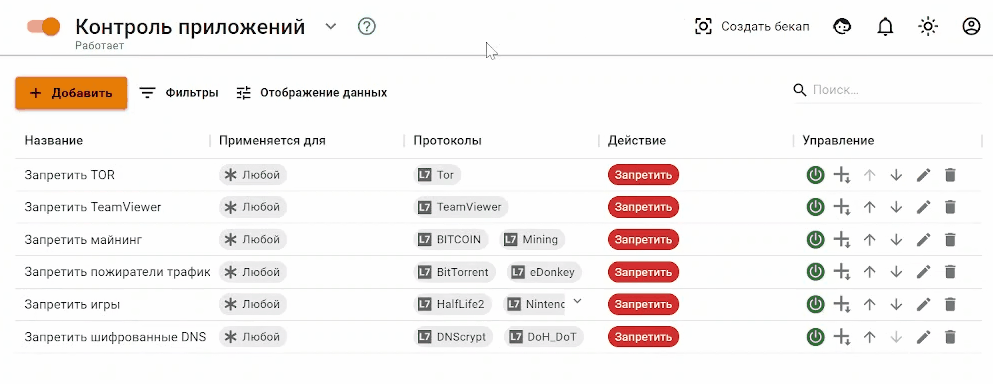 Контроль приложений
Работает
Создать бекап
+ Добавить
Фильтры
Отображение данных
Поиск...
Название Применяется для Протоколы Действие Управление
Запретить TOR Любой L7 Tor Запретить
Запретить TeamViewer Любой L7 TeamViewer Запретить
Запретить майнинг Любой L7 BITCOIN L7 Mining Запретить
Запретить пожиратели трафик Любой L7 BitTorrent L7 eDonkey Запретить
Запретить игры Любой L7 HalfLife2 L7 Nintenc Запретить
Запретить шифрованные DNS Любой L7 DNScrypt L7 DoH_DoT Запретить